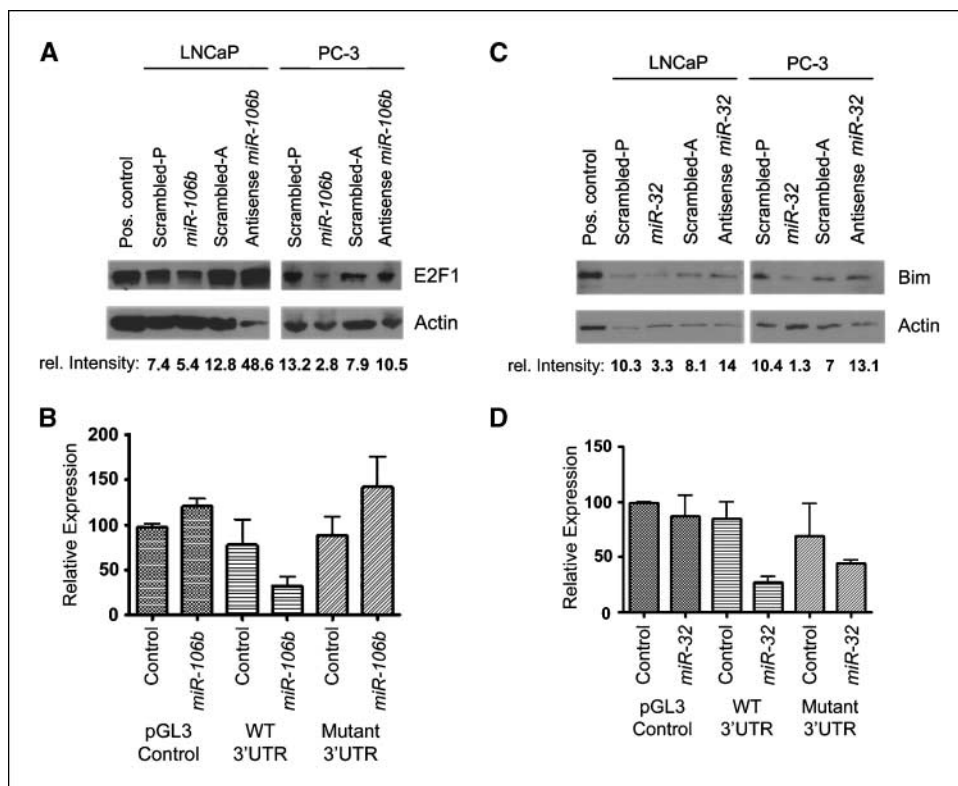 A
LNCaP PC-3
Pos. control
Scrambled-P
miR-106b
Scrambled-A
Antisense miR-106b
Scrambled-P
miR-106b
Scrambled-A
Antisense miR-106b
E2F1
Actin
rel. Intensity: 7.4 5.4 12.8 48.6 13.2 2.8 7.9 10.5
B
Relative Expression
200
150
100
50
0
Control
miR-106b
Control
miR-106b
Control
miR-106b
pGL3 WT Mutant
Control 3'UTR 3'UTR
C
LNCaP PC-3
Pos. control
Scrambled-P
miR-32
Scrambled-A
Antisense miR-32
Scrambled-P
miR-32
Scrambled-A
Antisense miR-32
Bim
Actin
rel. Intensity: 10.3 3.3 8.1 14 10.4 1.3 7 13.1
D
Relative Expression
150
100
50
0
Control
miR-32
Control
miR-32
Control
miR-32
pGL3 WT Mutant
Control 3'UTR 3'UTR